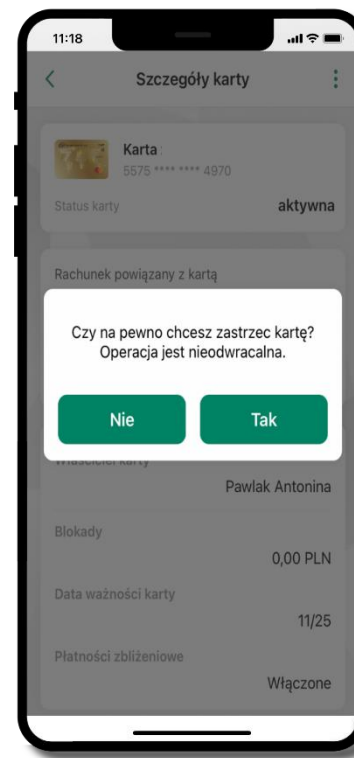 11:18
Szczegóły karty
Karta :
5575 **** **** 4970
Status karty aktywna
Rachunek powiązany z kartą
Czy na pewno chcesz zastrzec kartę?
Operacja jest nieodwracalna.
Nie Tak
Właściciel karty
Pawlak Antonina
Blokady
0,00 PLN
Data ważności karty
11/25
Płatności zbliżeniowe
Włączone